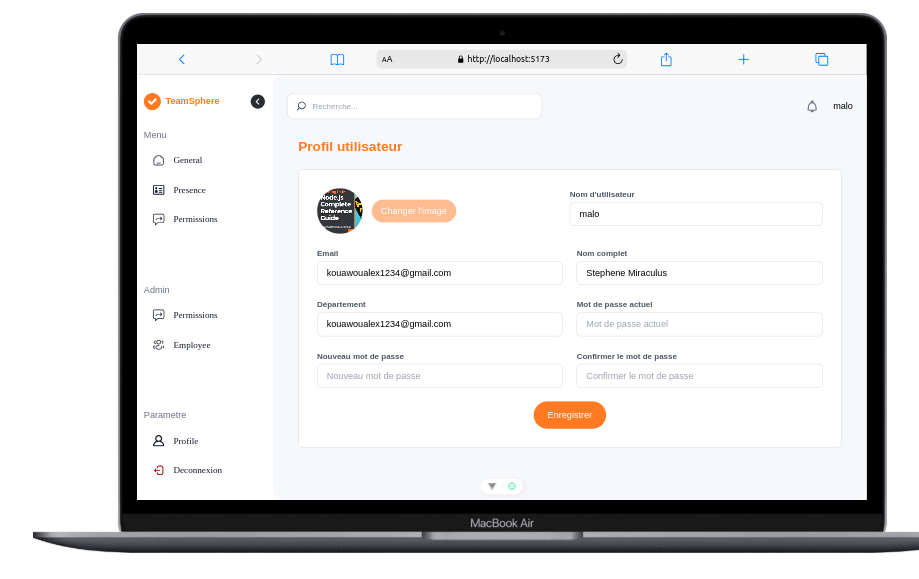 AA http://localhost:5173
TeamSphere
Recherche...
malo
Menu
General
Presence
Permissions
Admin
Permissions
Employee
Parametre
Profile
Deconnexion
Profil utilisateur
Node.js
Complete
Reference
Guide
Changer l'image
Nom d'utilisateur
malo
Email
kouawoualex1234@gmail.com
Nom complet
Stephene Miraculus
Département
kouawoualex1234@gmail.com
Mot de passe actuel
Mot de passe actuel
Nouveau mot de passe
Nouveau mot de passe
Confirmer le mot de passe
Confirmer le mot de passe
Enregistrer
MacBook Air